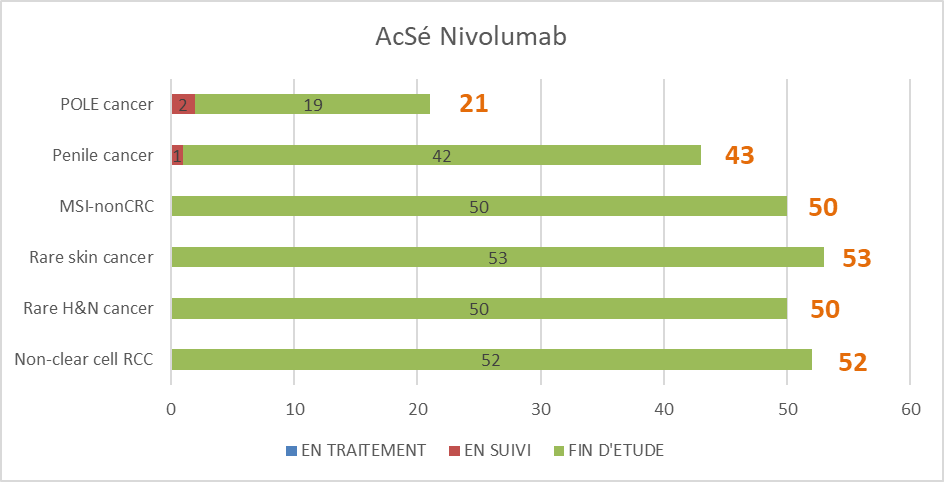 AcSé Nivolumab
POLE cancer 2 19 21
Penile cancer 1 42 43
MSI-nonCRC 50 50
Rare skin cancer 53 53
Rare H&N cancer 50 50
Non-clear cell RCC 52 52
0 10 20 30 40 50 60
EN TRAITEMENT EN SUIVI FIN D'ETUDE